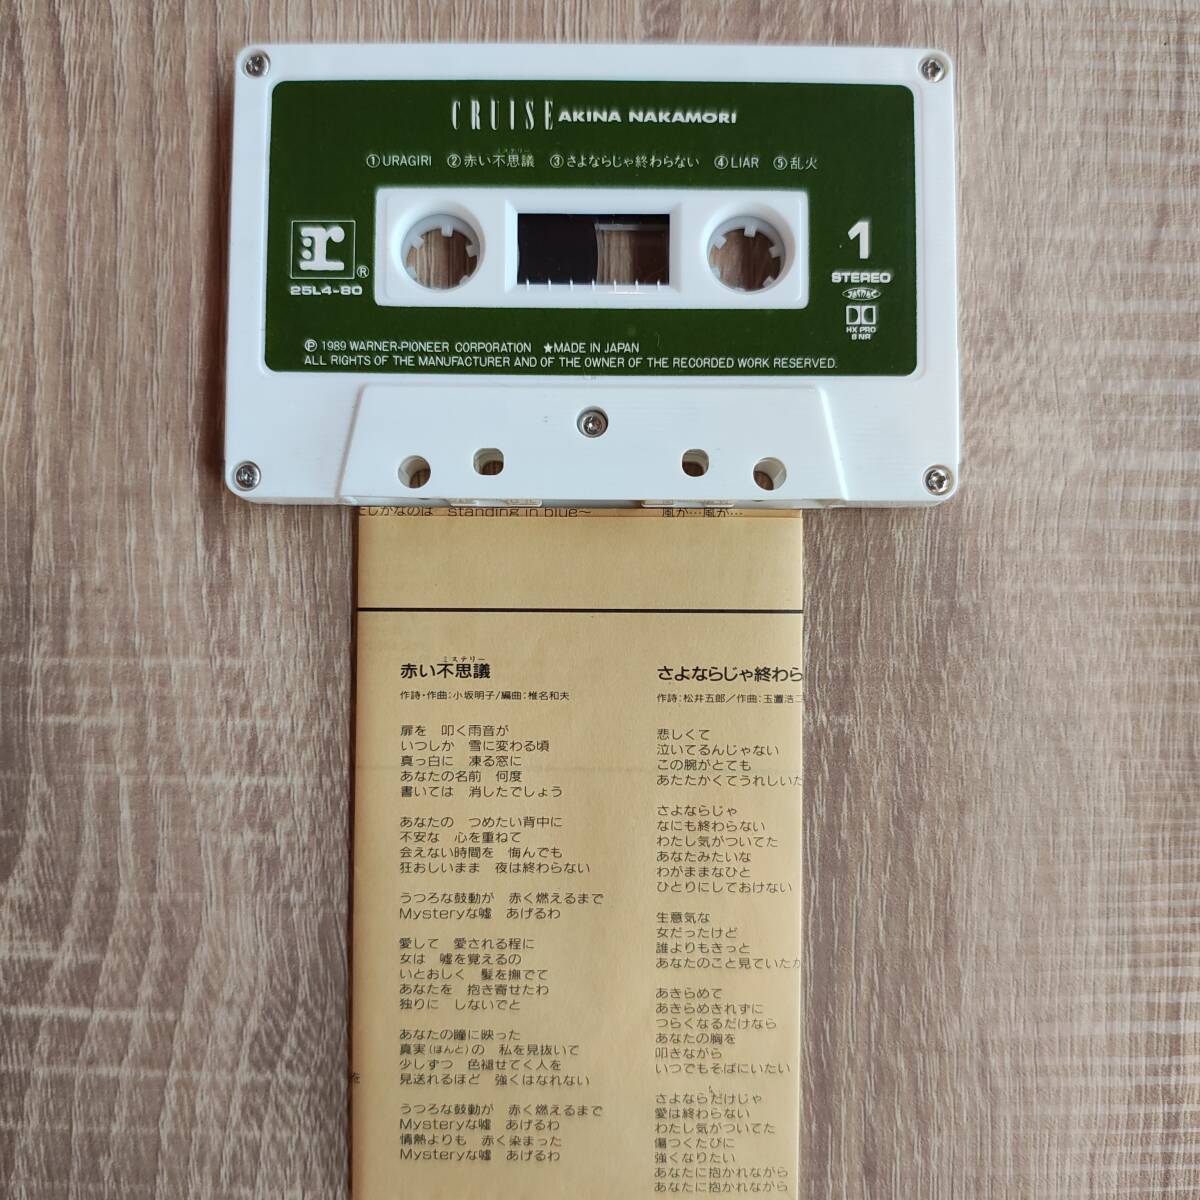 CRUISE AKINA NAKAMORI
①URAGIRI ②赤い不思議 ③さよならじゃ終わらない ④LIAR ⑤乱火
ミステリー
r
®
25L4-80
1
STEREO
HX PRO
B NR
Ⓟ 1989 WARNER-PIONEER CORPORATION ★MADE IN JAPAN
ALL RIGHTS OF THE MANUFACTURER AND OF THE OWNER OF THE RECORDED WORK RESERVED.
しかなのは standing in blue〜
風が…風が…
ミステリー
赤い不思議
作詩・作曲:小坂明子/編曲:椎名和夫
扉を 叩く雨音が
いつしか 雪に変わる頃
真っ白に 凍る窓に
あなたの名前 何度
書いては 消したでしょう
あなたの つめたい背中に
不安な 心を重ねて
会えない時間を 悔んでも
狂おしいまま 夜は終わらない
うつろな鼓動が 赤く燃えるまで
Mysteryな嘘 あげるわ
愛して 愛される程に
女は 嘘を覚えるの
いとおしく 髪を撫でて
あなたを 抱き寄せたわ
独りに しないでと
あなたの瞳に映った
真実(ほんと)の 私を見抜いて
少しずつ 色褪せてく人を
見送れるほど 強くはなれない
うつろな鼓動が 赤く燃えるまで
Mysteryな嘘 あげるわ
情熱よりも 赤く染まった
Mysteryな嘘 あげるわ
を
さよならじゃ終わら
作詩:松井五郎/作曲:玉置浩二
悲しくて
泣いてるんじゃない
この腕がとても
あたたかくてうれしいた
さよならじゃ
なにも終わらない
わたし気がついてた
あなたみたいな
わがままなひと
ひとりにしておけない
生意気な
女だったけど
誰よりもきっと
あなたのこと見ていたか
あきらめて
あきらめきれずに
つらくなるだけなら
あなたの胸を
叩きながら
いつでもそばにいたい
さよならだけじゃ
愛は終わらない
わたし気がついてた
傷つくたびに
強くなりたい
あなたに抱かれながら
あなたに抱かれながら